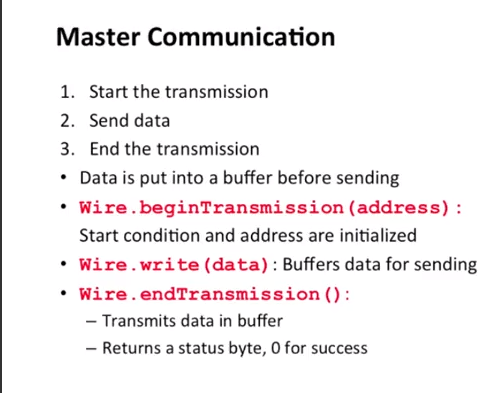 Master Communication
1. Start the transmission
2. Send data
3. End the transmission
• Data is put into a buffer before sending
• Wire.beginTransmission(address):
Start condition and address are initialized
• Wire.write(data): Buffers data for sending
• Wire.endTransmission():
– Transmits data in buffer
– Returns a status byte, 0 for success